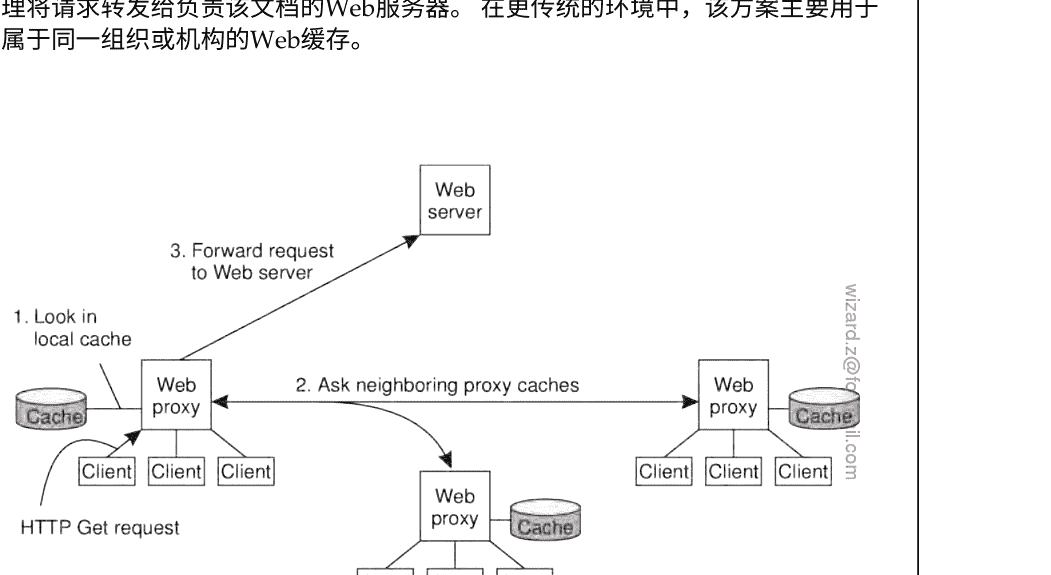 理将请求转发给负责该文档的Web服务器。 在更传统的环境中，该方案主要用于
属于同一组织或机构的Web缓存。
Web
server
3. Forward request
to Web server
1. Look in
local cache
Web
proxy
2. Ask neighboring proxy caches
Web
proxy
Cache
Cache
Client
Client
Client
Client
Client
Client
HTTP Get request
Web
proxy
Cache